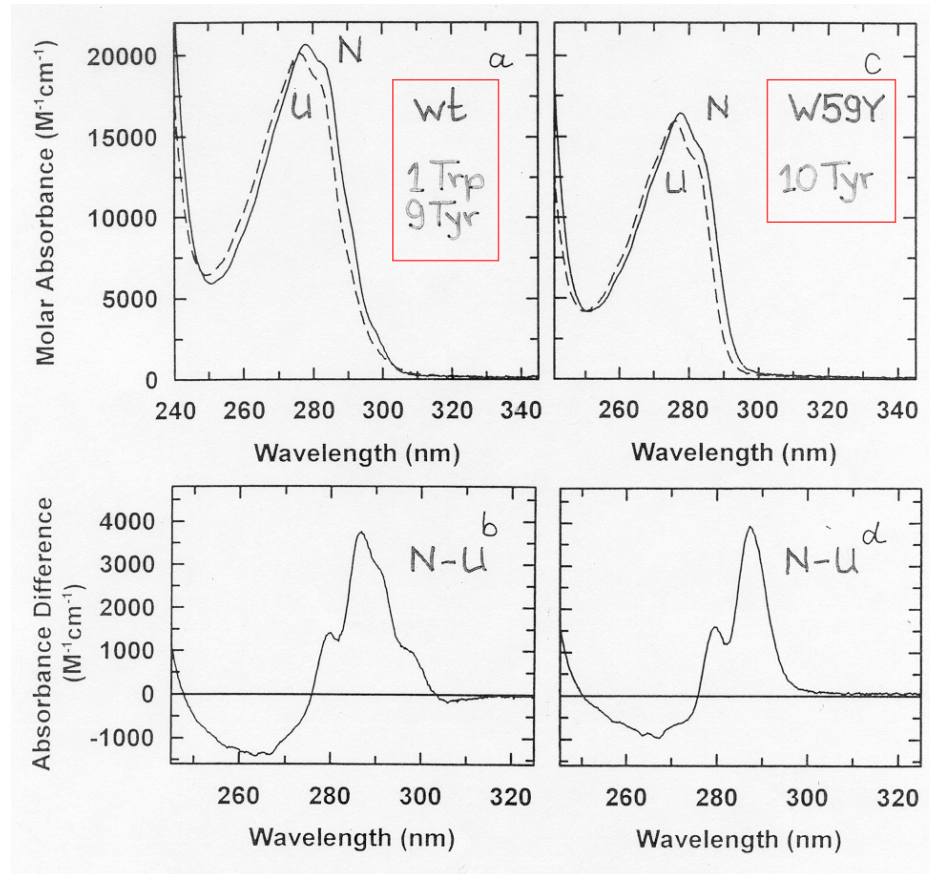 Molar Absorbance (M⁻¹cm⁻¹)
20000
15000
10000
5000
0
N
U
a
wt
1 Trp
9 Tyr
240 260 280 300 320 340
Wavelength (nm)
N
U
c
W59Y
10 Tyr
260 280 300 320 340
Wavelength (nm)
Absorbance Difference
(M⁻¹cm⁻¹)
4000
3000
2000
1000
0
-1000
b
N-U
260 280 300 320
Wavelength (nm)
d
N-U
260 280 300 320
Wavelength (nm)